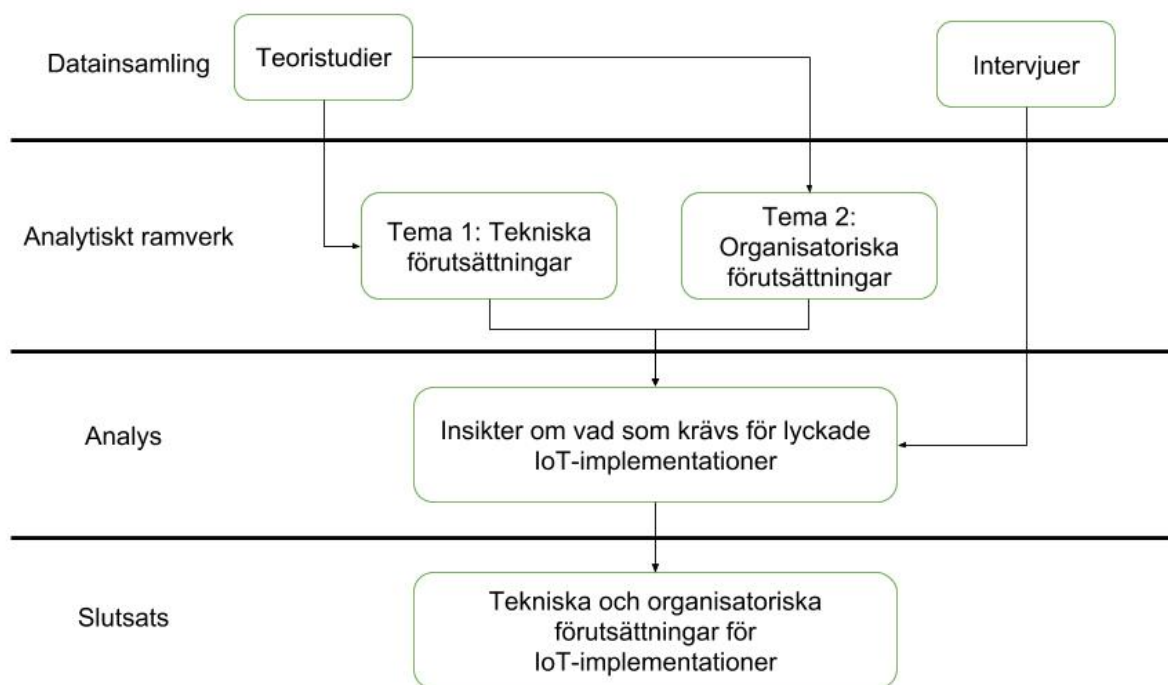 Datainsamling
Teoristudier
Intervjuer
Analytiskt ramverk
Tema 1: Tekniska
förutsättningar
Tema 2:
Organisatoriska
förutsättningar
Analys
Insikter om vad som krävs för lyckade
IoT-implementationer
Slutsats
Tekniska och organisatoriska
förutsättningar för
IoT-implementationer